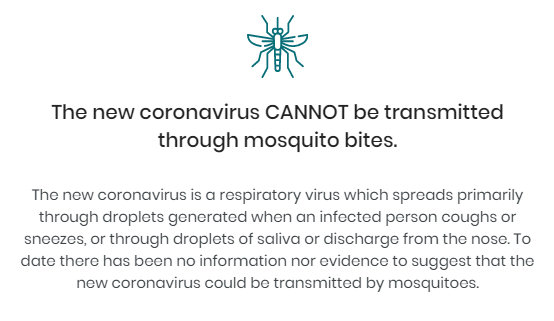 The new coronavirus CANNOT be transmitted
through mosquito bites.
The new coronavirus is a respiratory virus which spreads primarily
through droplets generated when an infected person coughs or
sneezes, or through droplets of saliva or discharge from the nose. To
date there has been no information nor evidence to suggest that the
new coronavirus could be transmitted by mosquitoes.